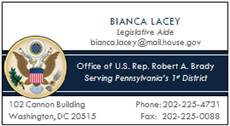 BIANCA LACEY
Legislative Aide
bianca.lacey@mail.house.gov
Office of U.S. Rep. Robert A. Brady
Serving Pennsylvania's 1st District
102 Cannon Building
Phone: 202-225-4731
Washington, DC 20515
Fax: 202-225-0088